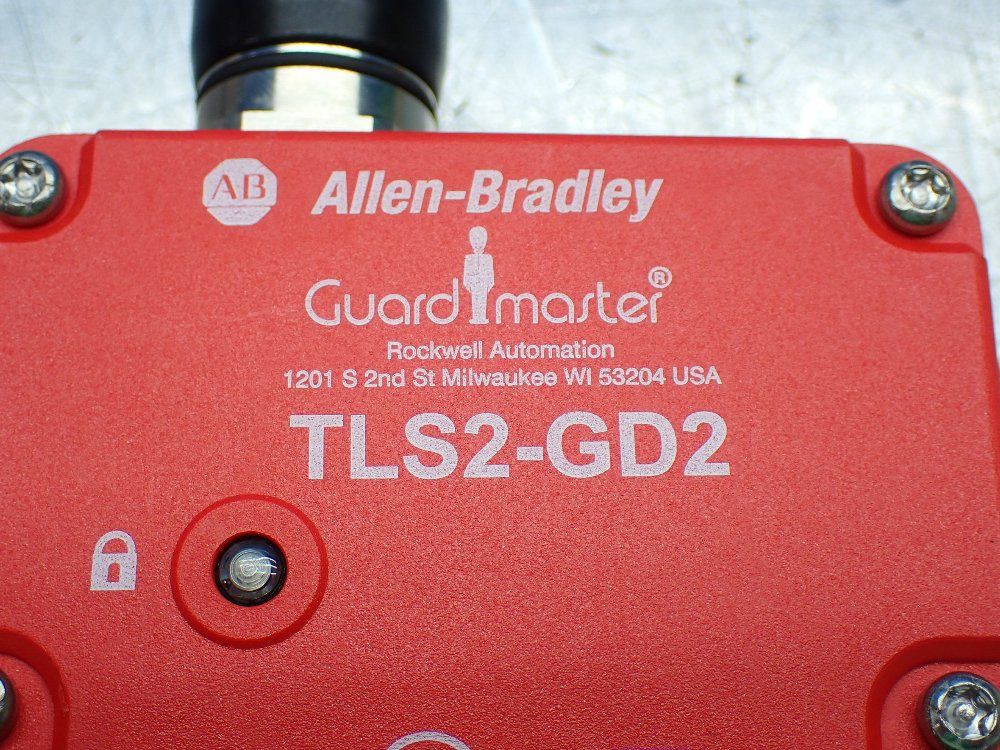 AB Allen-Bradley
Guardmaster®
Rockwell Automation
1201 S 2nd St Milwaukee WI 53204 USA
TLS2-GD2